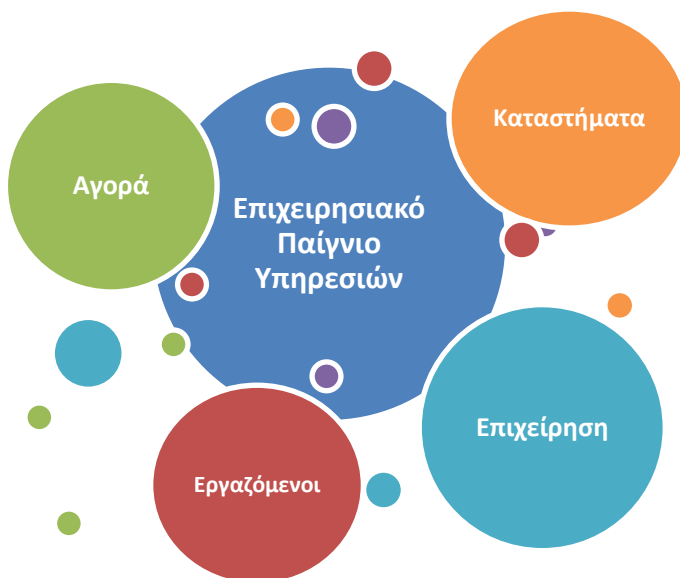 Καταστήματα
Αγορά
Επιχειρησιακό
Παίγνιο
Υπηρεσιών
Επιχείρηση
Εργαζόμενοι